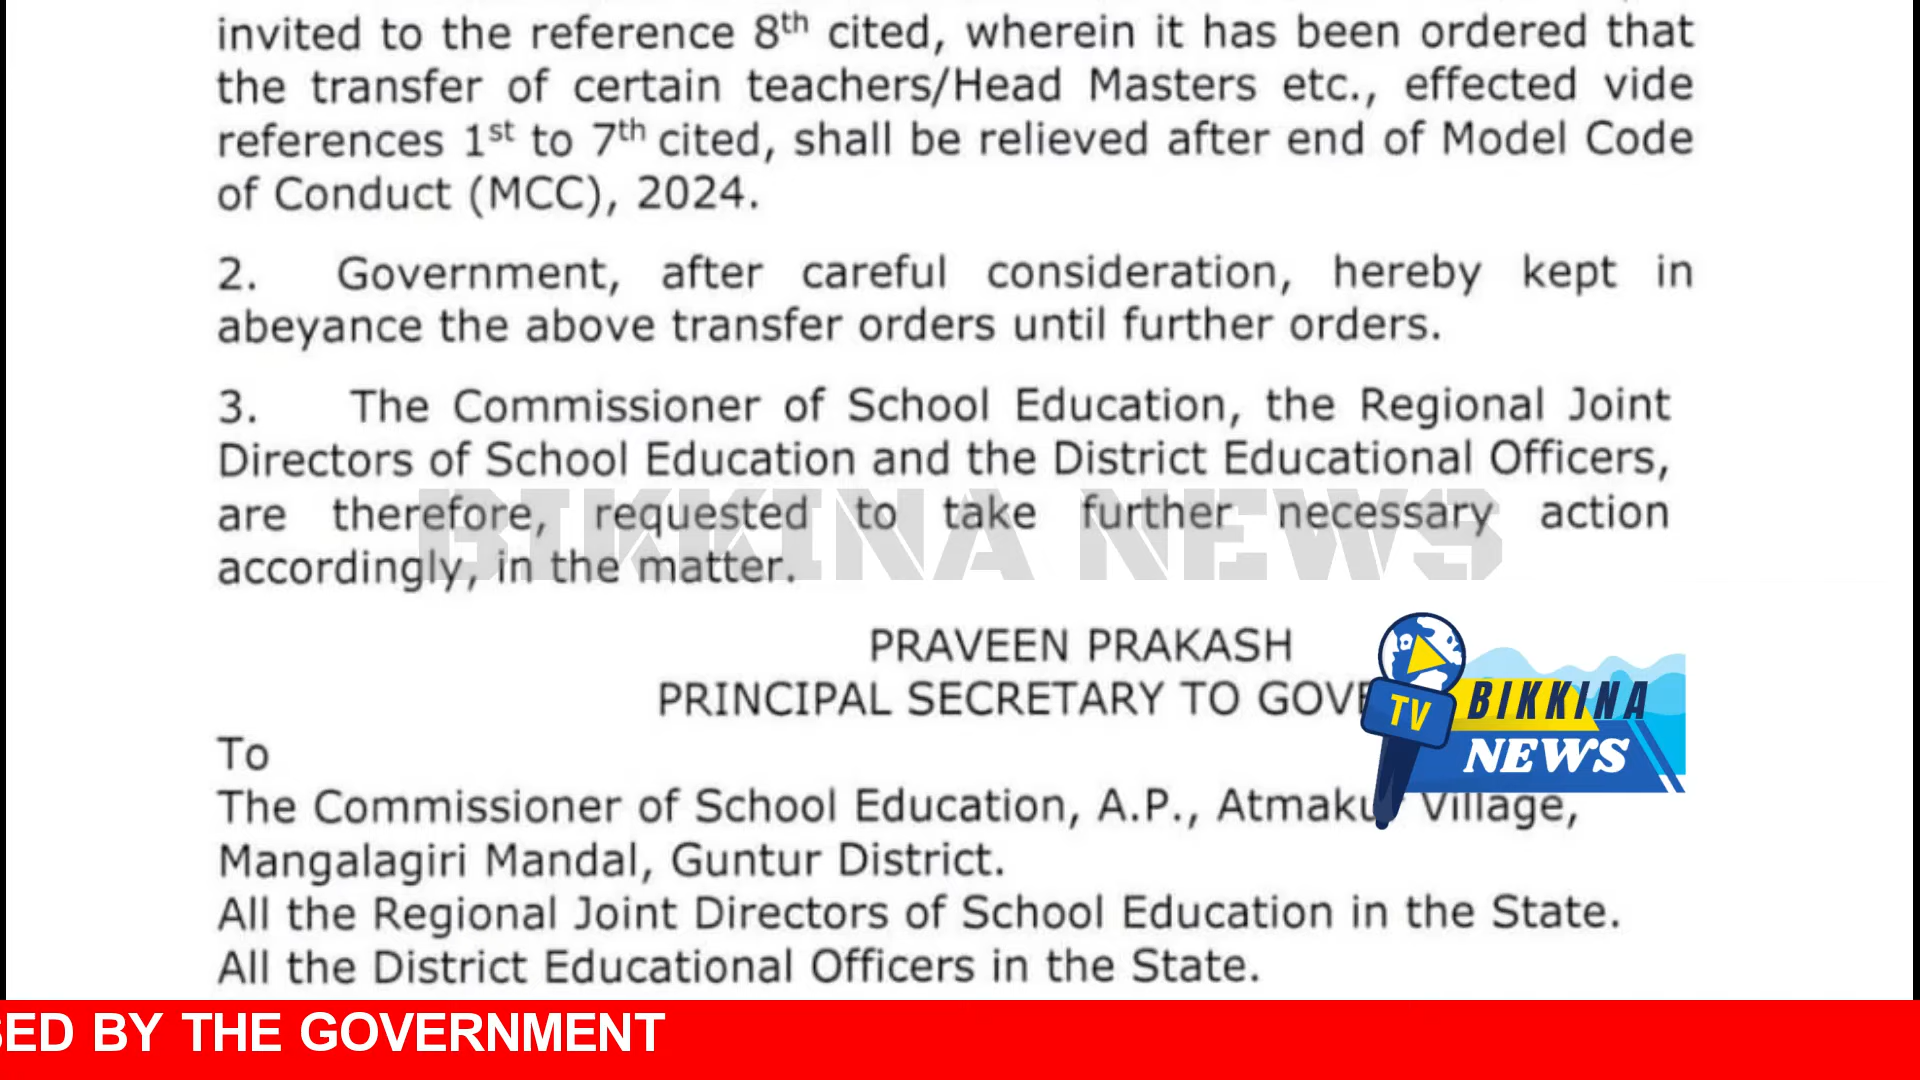 invited to the reference 8th cited, wherein it has been ordered that
the transfer of certain teachers/Head Masters etc., effected vide
references 1st to 7th cited, shall be relieved after end of Model Code
of Conduct (MCC), 2024.
2. Government, after careful consideration, hereby kept in
abeyance the above transfer orders until further orders.
3. The Commissioner of School Education, the Regional Joint
Directors of School Education and the District Educational Officers,
are therefore, requested to take further necessary action
accordingly, in the matter.
BIKKINA NEWS
PRAVEEN PRAKASH
PRINCIPAL SECRETARY TO
TV
BIKKINA
NEWS
To
The Commissioner of School Education, A.P., Village,
Mangalagiri Mandal, Guntur District.
All the Regional Joint Directors of School Education in the State.
All the District Educational Officers in the State.
BY THE GOVERNMENT